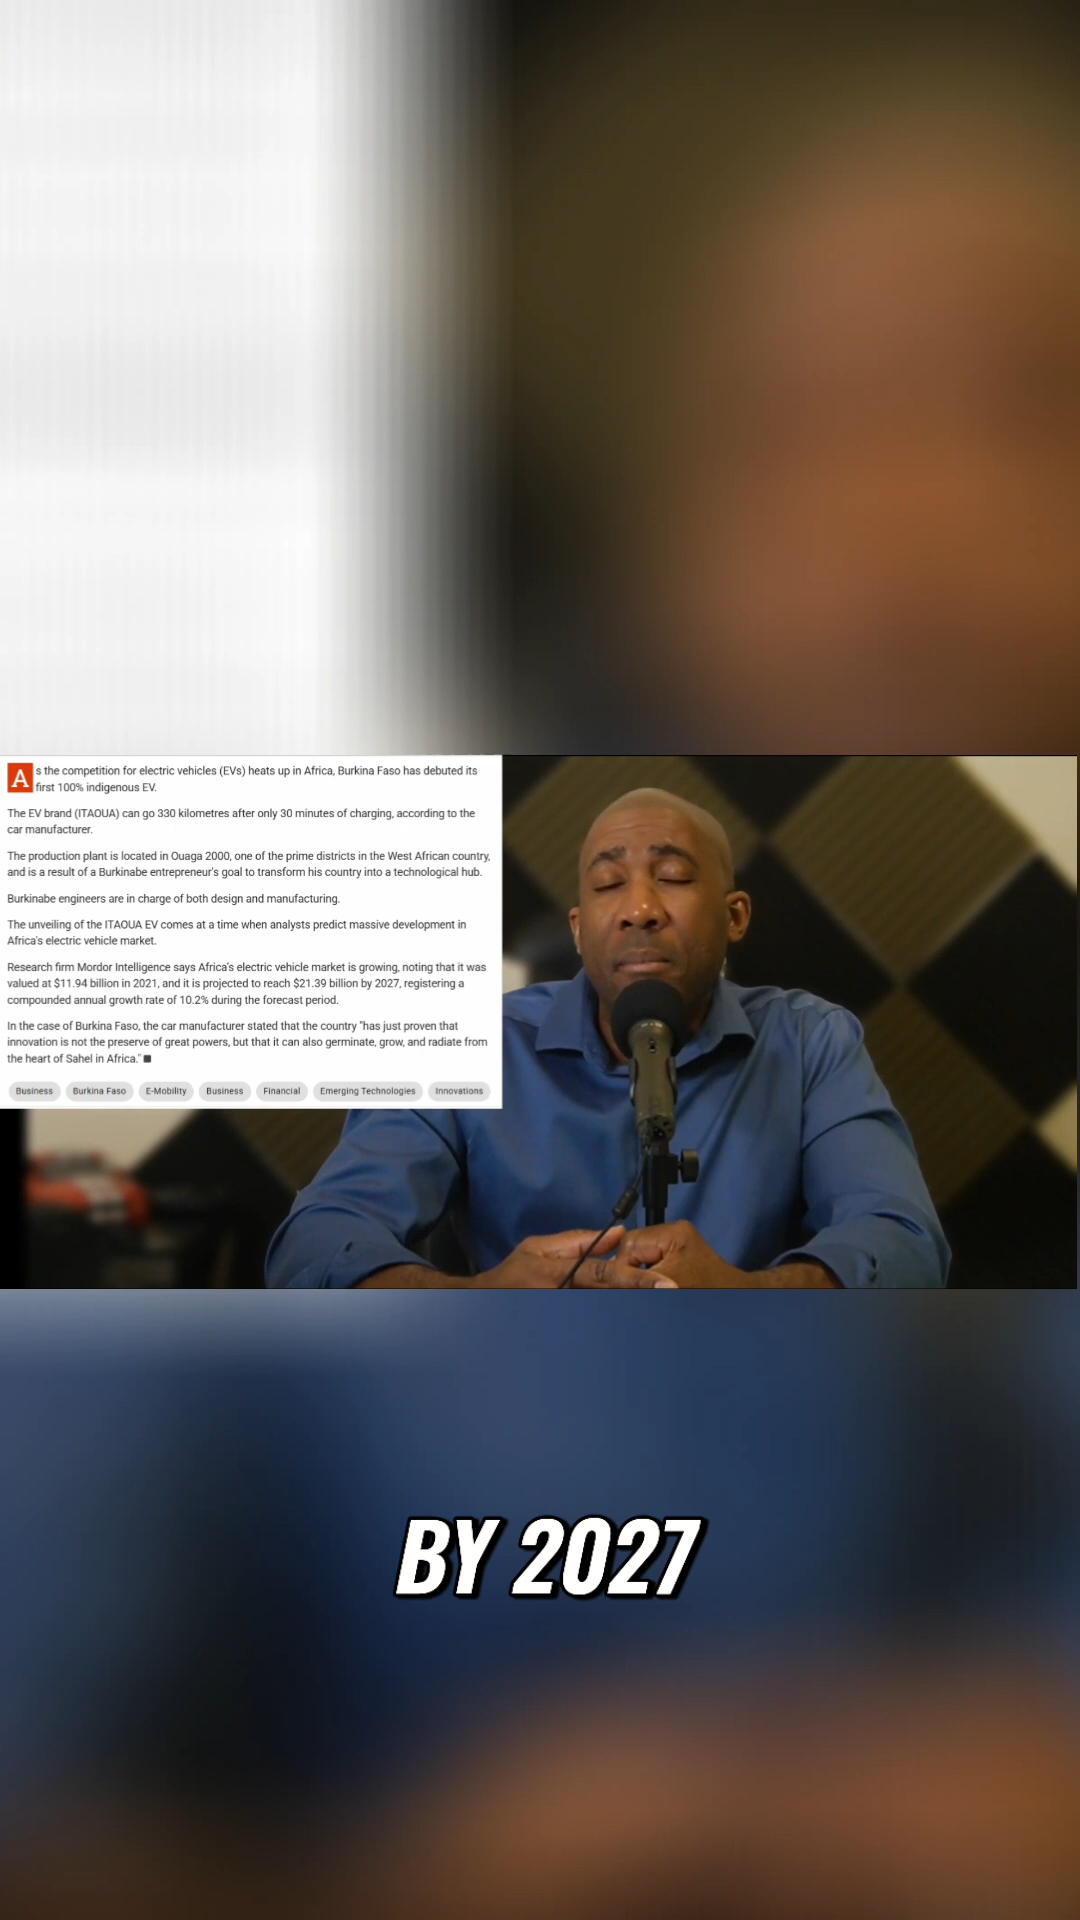 As the competition for electric vehicles (EVs) heats up in Africa, Burkina Faso has debuted its
first 100% indigenous EV.
The EV brand (ITAOUA) can go 330 kilometres after only 30 minutes of charging, according to the
car manufacturer.
The production plant is located in Ouaga 2000, one of the prime districts in the West African country,
and is a result of a Burkinabe entrepreneur's goal to transform his country into a technological hub.
Burkinabe engineers are in charge of both design and manufacturing.
The unveiling of the ITAOUA EV comes at a time when analysts predict massive development in
Africa's electric vehicle market.
Research firm Mordor Intelligence says Africa's electric vehicle market is growing, noting that it was
valued at $11.94 billion in 2021, and it is projected to reach $21.39 billion by 2027, registering a
compounded annual growth rate of 10.2% during the forecast period.
In the case of Burkina Faso, the car manufacturer stated that the country "has just proven that
innovation is not the preserve of great powers, but that it can also germinate, grow, and radiate from
the heart of Sahel in Africa."
Business Burkina Faso E-Mobility Business Financial Emerging Technologies Innovations
BY 2027